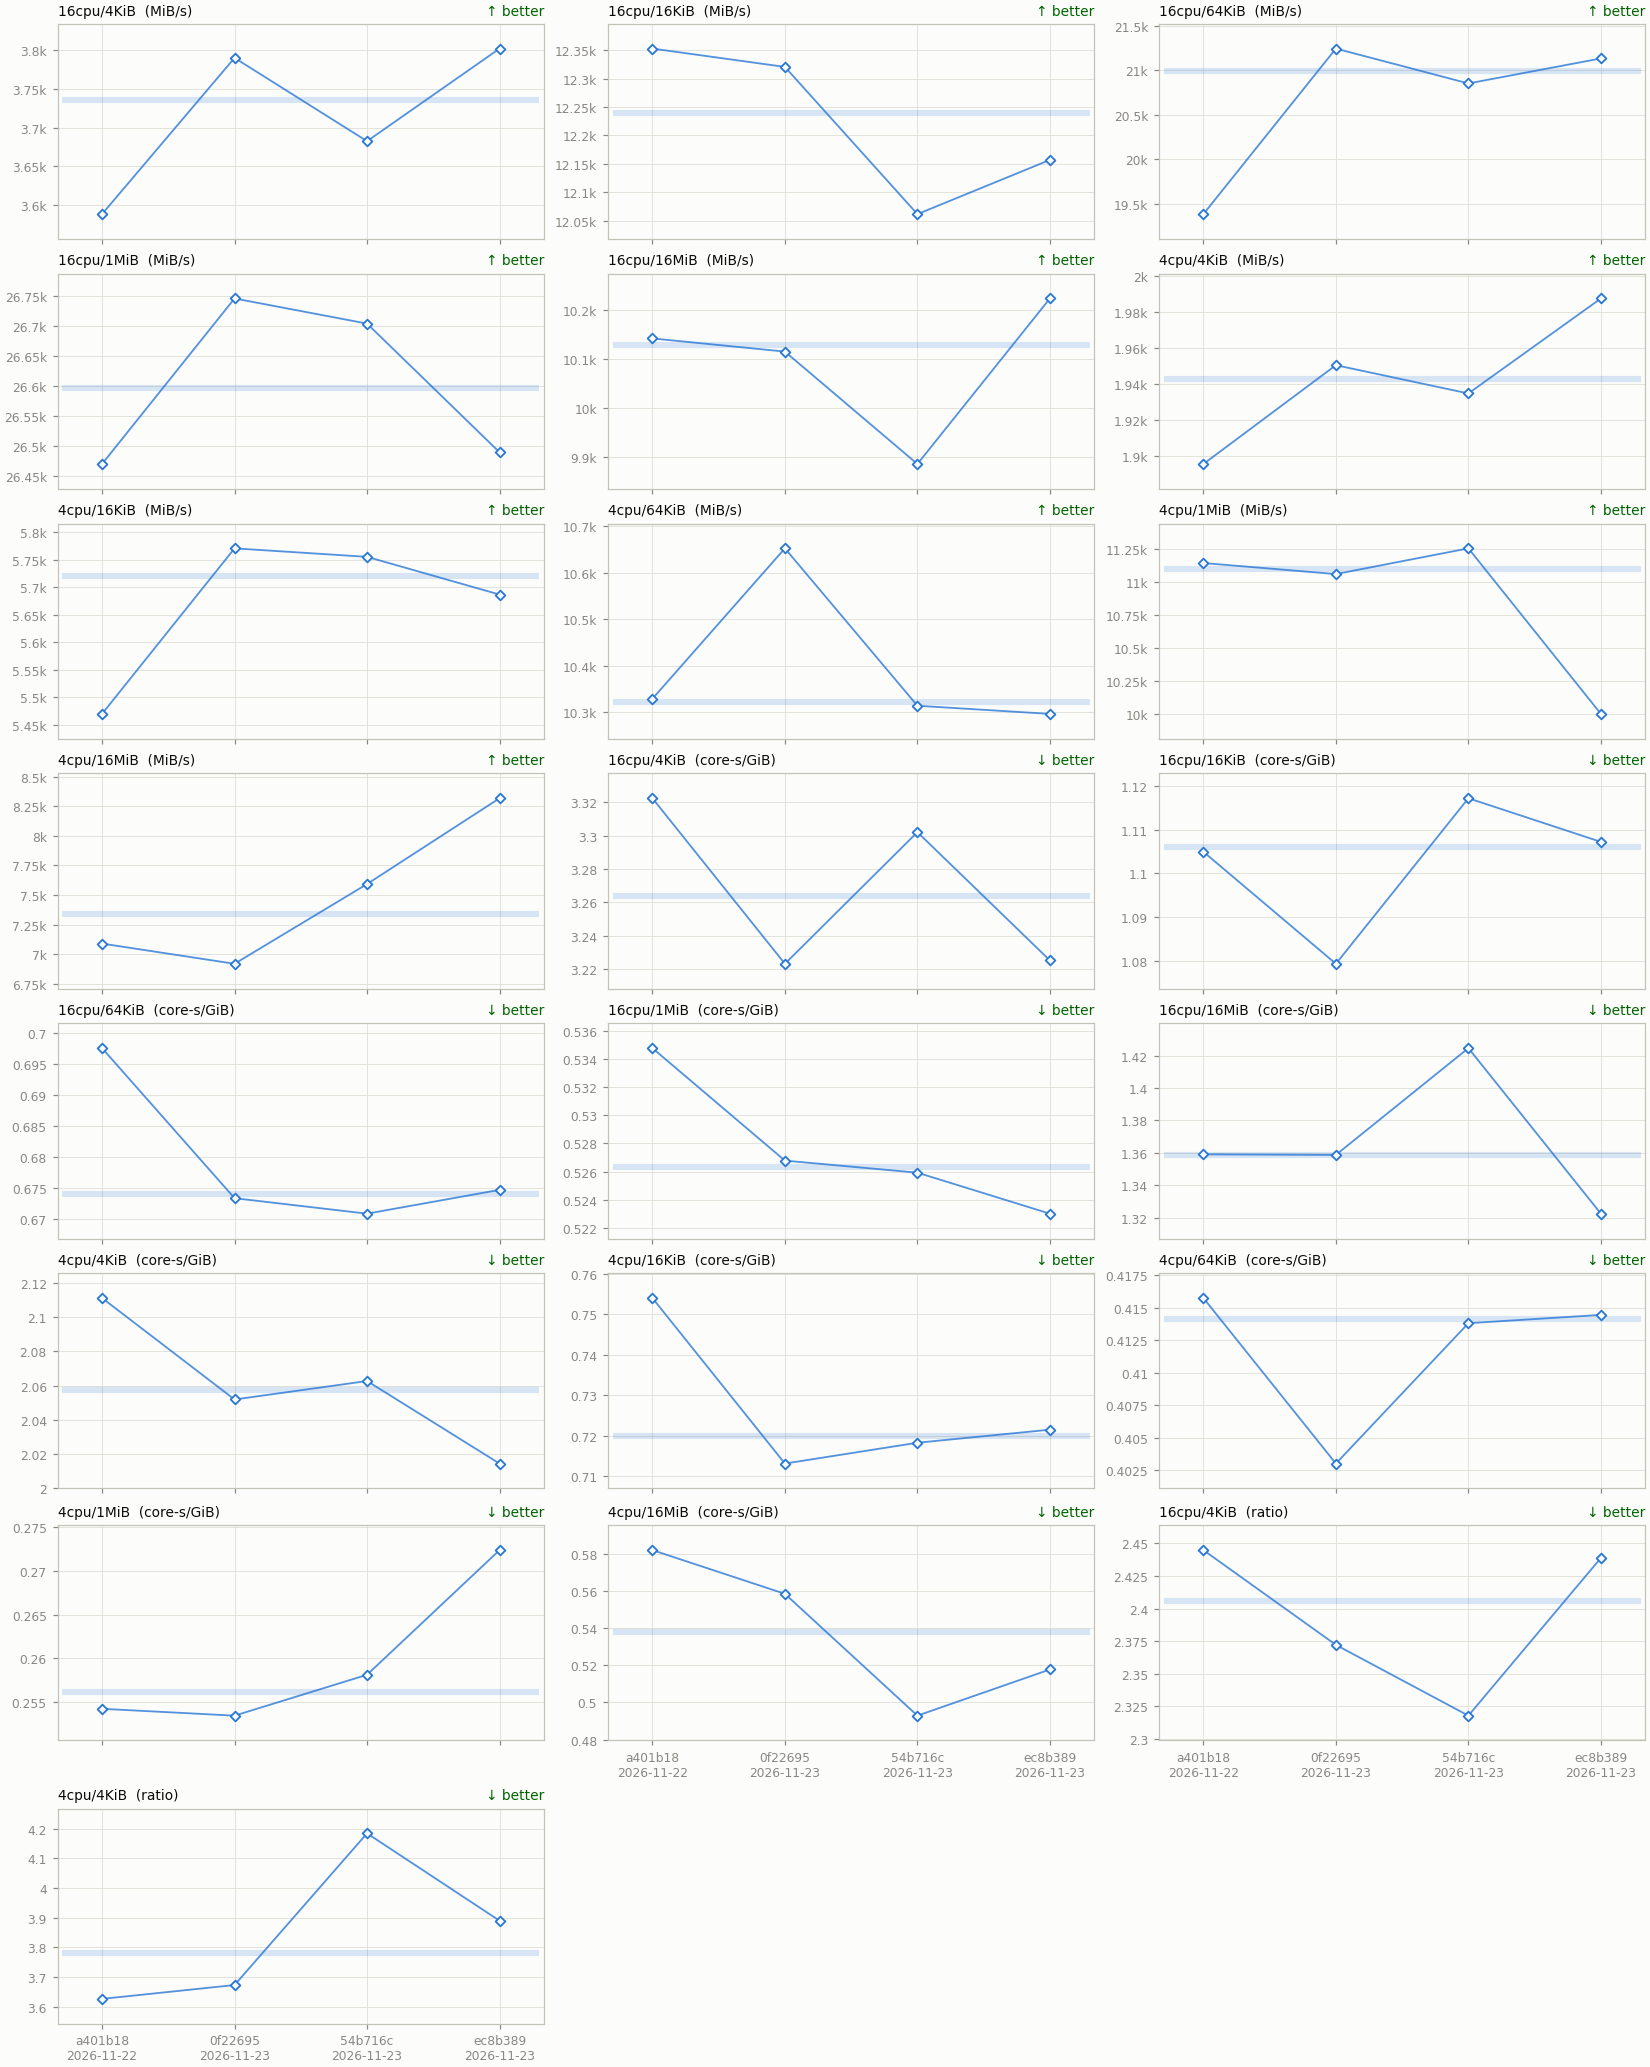 16cpu/4KiB (MiB/s) ↑ better
3.8k
3.75k
3.7k
3.65k
3.6k
16cpu/16KiB (MiB/s) ↑ better
12.35k
12.3k
12.25k
12.2k
12.15k
12.1k
12.05k
16cpu/64KiB (MiB/s) ↑ better
21.5k
21k
20.5k
20k
19.5k
16cpu/1MiB (MiB/s) ↑ better
26.75k
26.7k
26.65k
26.6k
26.55k
26.5k
26.45k
16cpu/16MiB (MiB/s) ↑ better
10.2k
10.1k
10k
9.9k
4cpu/4KiB (MiB/s) ↑ better
2k
1.98k
1.96k
1.94k
1.92k
1.9k
4cpu/16KiB (MiB/s) ↑ better
5.8k
5.75k
5.7k
5.65k
5.6k
5.55k
5.5k
5.45k
4cpu/64KiB (MiB/s) ↑ better
10.7k
10.6k
10.5k
10.4k
10.3k
4cpu/1MiB (MiB/s) ↑ better
11.25k
11k
10.75k
10.5k
10.25k
10k
4cpu/16MiB (MiB/s) ↑ better
8.5k
8.25k
8k
7.75k
7.5k
7.25k
7k
6.75k
16cpu/4KiB (core-s/GiB) ↓ better
3.32
3.3
3.28
3.26
3.24
3.22
16cpu/16KiB (core-s/GiB) ↓ better
1.12
1.11
1.1
1.09
1.08
16cpu/64KiB (core-s/GiB) ↓ better
0.7
0.695
0.69
0.685
0.68
0.675
0.67
16cpu/1MiB (core-s/GiB) ↓ better
0.536
0.534
0.532
0.53
0.528
0.526
0.524
0.522
16cpu/16MiB (core-s/GiB) ↓ better
1.42
1.4
1.38
1.36
1.34
1.32
4cpu/4KiB (core-s/GiB) ↓ better
2.12
2.1
2.08
2.06
2.04
2.02
2
4cpu/16KiB (core-s/GiB) ↓ better
0.76
0.75
0.74
0.73
0.72
0.71
4cpu/64KiB (core-s/GiB) ↓ better
0.4175
0.415
0.4125
0.41
0.4075
0.405
0.4025
4cpu/1MiB (core-s/GiB) ↓ better
0.275
0.27
0.265
0.26
0.255
4cpu/16MiB (core-s/GiB) ↓ better
0.58
0.56
0.54
0.52
0.5
0.48
a401b18 0f22695 54b716c ec8b389
2026-11-22 2026-11-23 2026-11-23 2026-11-23
16cpu/4KiB (ratio) ↓ better
2.45
2.425
2.4
2.375
2.35
2.325
2.3
a401b18 0f22695 54b716c ec8b389
2026-11-22 2026-11-23 2026-11-23 2026-11-23
4cpu/4KiB (ratio) ↓ better
4.2
4.1
4
3.9
3.8
3.7
3.6
a401b18 0f22695 54b716c ec8b389
2026-11-22 2026-11-23 2026-11-23 2026-11-23